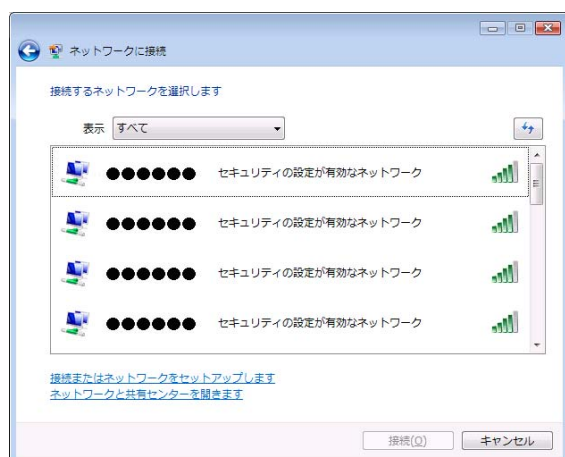 ネットワークに接続
接続するネットワークを選択します
表示 すべて
●●●●●● セキュリティの設定が有効なネットワーク
●●●●●● セキュリティの設定が有効なネットワーク
●●●●●● セキュリティの設定が有効なネットワーク
●●●●●● セキュリティの設定が有効なネットワーク
接続またはネットワークをセットアップします
ネットワークと共有センターを開きます
接続(O) キャンセル